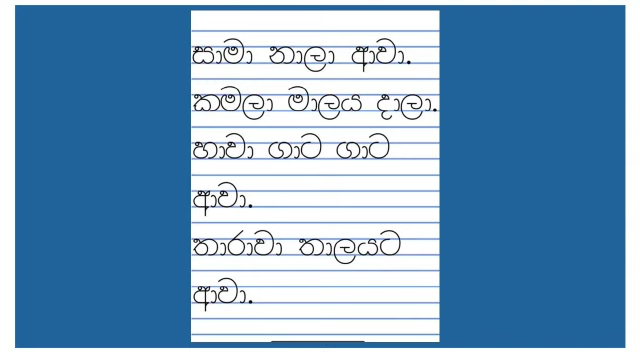 සාමා නාලා ආවා.
කමලා මාලය දාලා.
හාවා ගාට ගාට
ආවා.
තාරාවා තාලයට
ආවා.